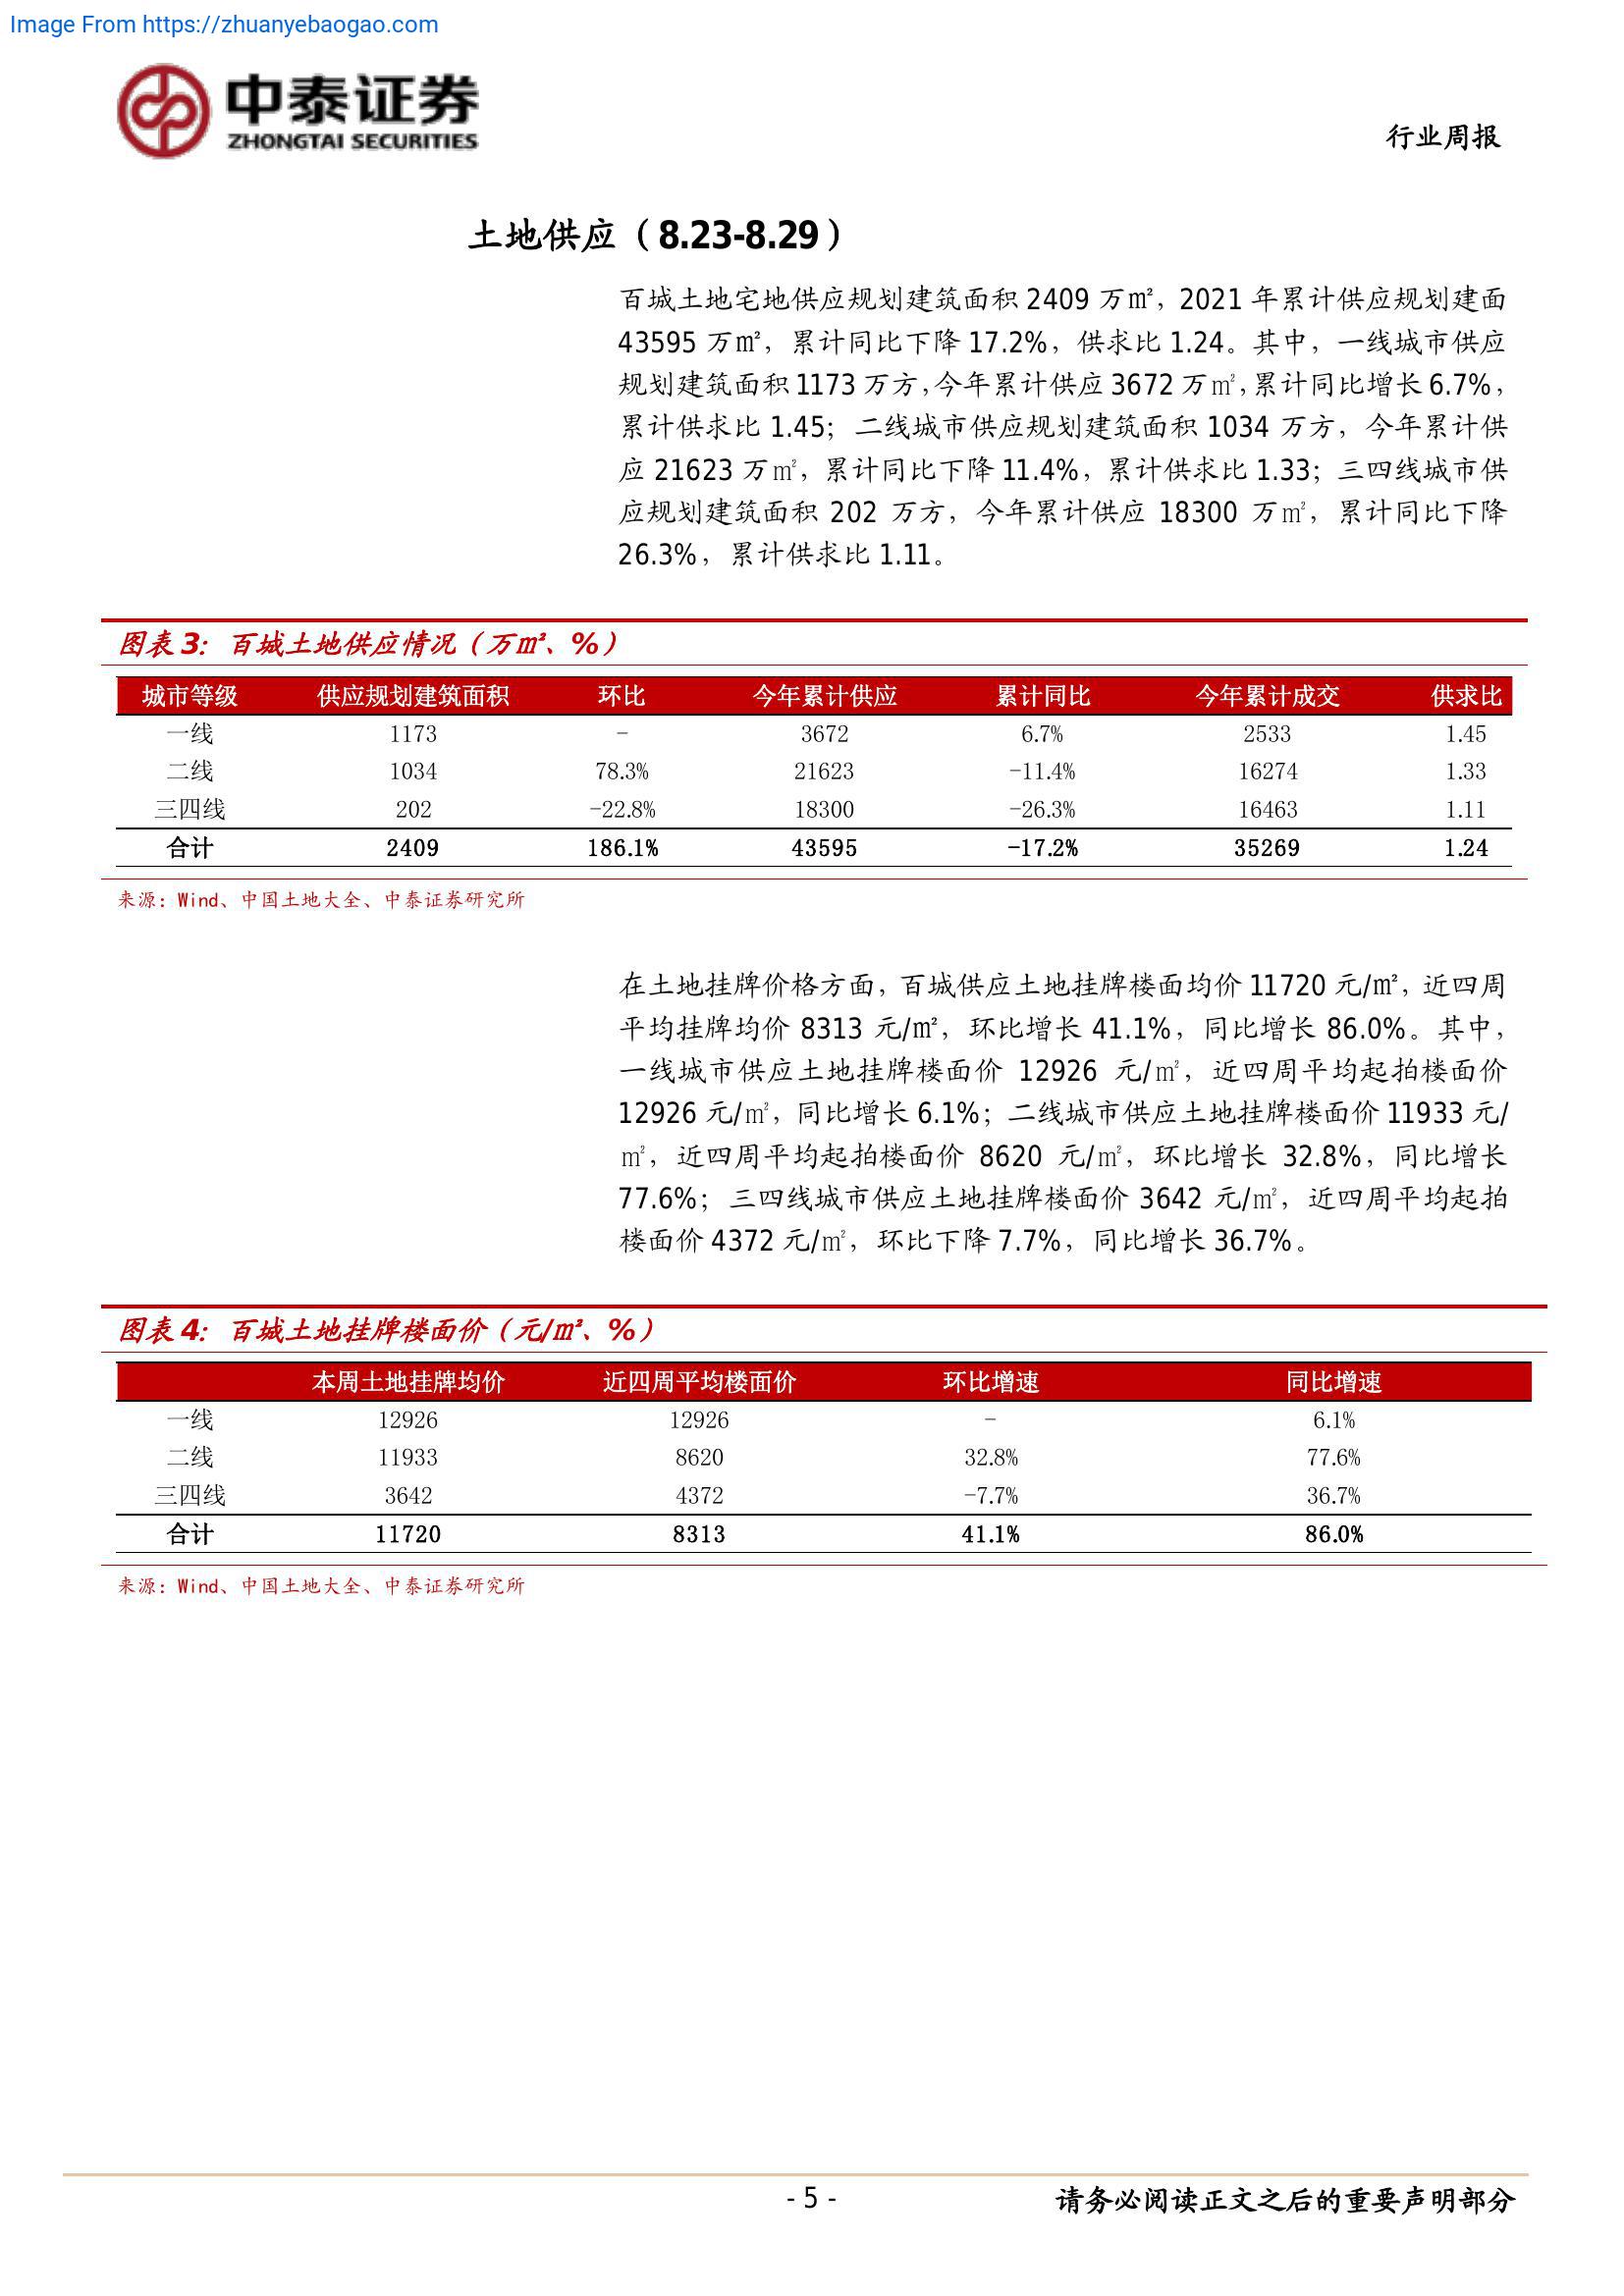 Image From https://zhuanyebaogao.com
中泰证券
ZHONGTAI SECURITIES
行业周报
土地供应（8.23-8.29）
百城土地宅地供应规划建筑面积 2409 万㎡，2021 年累计供应规划建面
43595 万㎡，累计同比下降 17.2%，供求比 1.24。其中，一线城市供应
规划建筑面积 1173 万方，今年累计供应 3672 万㎡，累计同比增长 6.7%，
累计供求比 1.45；二线城市供应规划建筑面积 1034 万方，今年累计供
应 21623 万㎡，累计同比下降 11.4%，累计供求比 1.33；三四线城市供
应规划建筑面积 202 万方，今年累计供应 18300 万㎡，累计同比下降
26.3%，累计供求比 1.11。
图表 3：百城土地供应情况（万㎡、%）
城市等级 供应规划建筑面积 环比 今年累计供应 累计同比 今年累计成交 供求比
一线 1173 - 3672 6.7% 2533 1.45
二线 1034 78.3% 21623 -11.4% 16274 1.33
三四线 202 -22.8% 18300 -26.3% 16463 1.11
合计 2409 186.1% 43595 -17.2% 35269 1.24
来源：Wind、中国土地大全、中泰证券研究所
在土地挂牌价格方面，百城供应土地挂牌楼面均价 11720 元/㎡，近四周
平均挂牌均价 8313 元/㎡，环比增长 41.1%，同比增长 86.0%。其中，
一线城市供应土地挂牌楼面价 12926 元/㎡，近四周平均起拍楼面价
12926 元/㎡，同比增长 6.1%；二线城市供应土地挂牌楼面价 11933 元/
㎡，近四周平均起拍楼面价 8620 元/㎡，环比增长 32.8%，同比增长
77.6%；三四线城市供应土地挂牌楼面价 3642 元/㎡，近四周平均起拍
楼面价 4372 元/㎡，环比下降 7.7%，同比增长 36.7%。
图表 4：百城土地挂牌楼面价（元/㎡、%）
本周土地挂牌均价 近四周平均楼面价 环比增速 同比增速
一线 12926 12926 - 6.1%
二线 11933 8620 32.8% 77.6%
三四线 3642 4372 -7.7% 36.7%
合计 11720 8313 41.1% 86.0%
来源：Wind、中国土地大全、中泰证券研究所
- 5 -
请务必阅读正文之后的重要声明部分